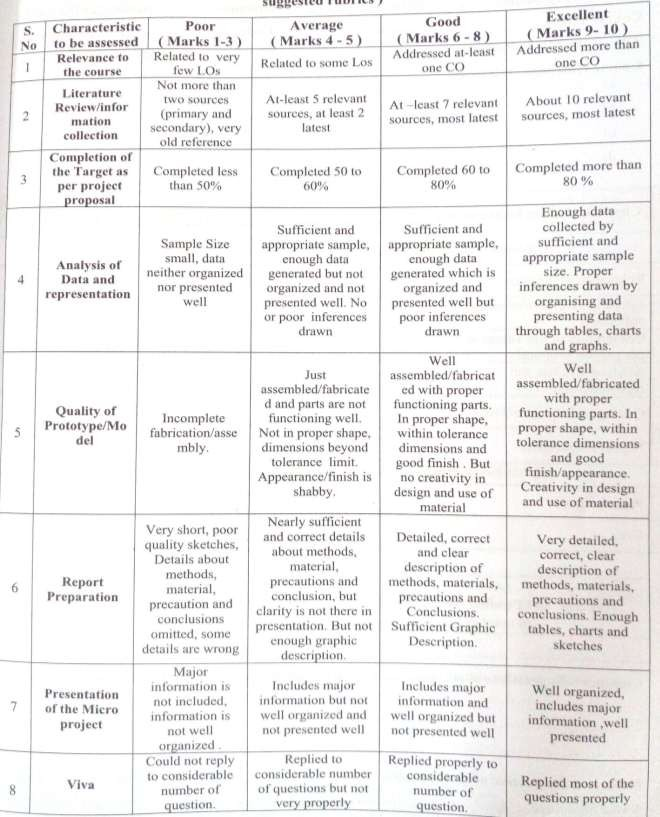 suggested rubrics )
S. No
Characteristic to be assessed
Poor ( Marks 1-3 )
Average ( Marks 4 - 5 )
Good ( Marks 6 - 8 )
Excellent ( Marks 9- 10 )
1
Relevance to
the course
Related to very
few LOs
Related to some Los
Addressed at-least
one CO
Addressed more than
one CO
2
Literature
Review/infor
mation
collection
Not more than
two sources
(primary and
secondary), very
old reference
At-least 5 relevant
sources, at least 2
latest
At –least 7 relevant
sources, most latest
About 10 relevant
sources, most latest
3
Completion of
the Target as
per project
proposal
Completed less
than 50%
Completed 50 to
60%
Completed 60 to
80%
Completed more than
80 %
4
Analysis of
Data and
representation
Sample Size
small, data
neither organized
nor presented
well
Sufficient and
appropriate sample,
enough data
generated but not
organized and not
presented well. No
or poor inferences
drawn
Sufficient and
appropriate sample,
enough data
generated which is
organized and
presented well but
poor inferences
drawn
Enough data
collected by
sufficient and
appropriate sample
size. Proper
inferences drawn by
organising and
presenting data
through tables, charts
and graphs.
5
Quality of
Prototype/Mo
del
Incomplete
fabrication/asse
mbly.
Just
assembled/fabricate
d and parts are not
functioning well.
Not in proper shape,
dimensions beyond
tolerance limit.
Appearance/finish is
shabby.
Well
assembled/fabricat
ed with proper
functioning parts.
In proper shape,
within tolerance
dimensions and
good finish . But
no creativity in
design and use of
material
Well
assembled/fabricated
with proper
functioning parts. In
proper shape, within
tolerance dimensions
and good
finish/appearance.
Creativity in design
and use of material
6
Report
Preparation
Very short, poor
quality sketches,
Details about
methods,
material,
precaution and
conclusions
omitted, some
details are wrong
Nearly sufficient
and correct details
about methods,
material,
precautions and
conclusion, but
clarity is not there in
presentation. But not
enough graphic
description.
Detailed, correct
and clear
description of
methods, materials,
precautions and
Conclusions.
Sufficient Graphic
Description.
Very detailed,
correct, clear
description of
methods, materials,
precautions and
conclusions. Enough
tables, charts and
sketches
7
Presentation
of the Micro
project
Major
information is
not included,
information is
not well
organized .
Includes major
information but not
well organized and
not presented well
Includes major
information and
well organized but
not presented well
Well organized,
includes major
information ,well
presented
8
Viva
Could not reply
to considerable
number of
question.
Replied to
considerable number
of questions but not
very properly
Replied properly to
considerable
number of
question.
Replied most of the
questions properly